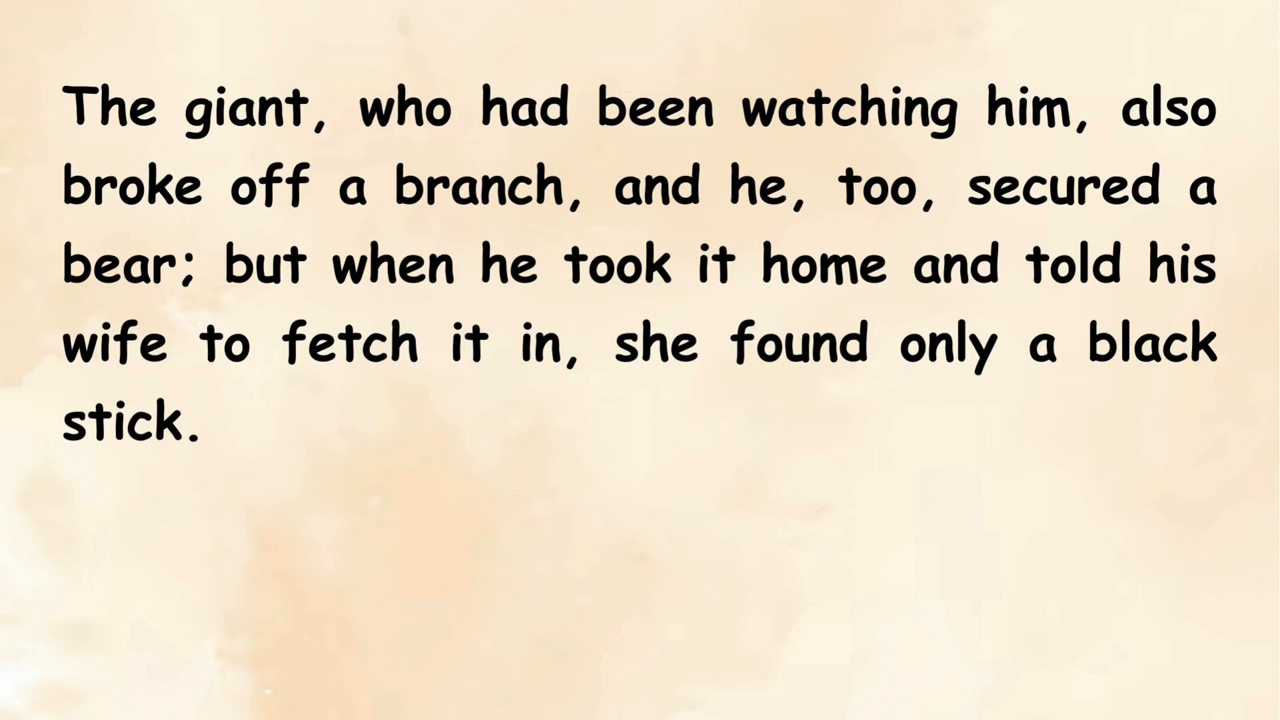 The giant, who had been watching him, also
broke off a branch, and he, too, secured a
bear; but when he took it home and told his
wife to fetch it in, she found only a black
stick.